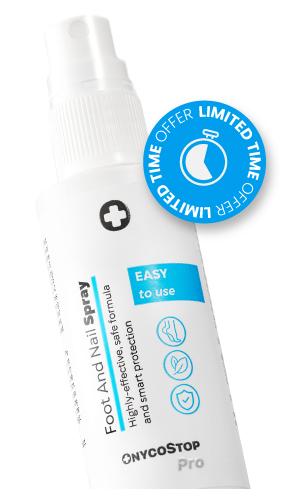 LIMITED TIME OFFER LIMITED TIME OFFER
EASY
to use
Foot And Nail Spray
Highly-effective, safe formula
and smart protection
ONYCOSTOP
Pro